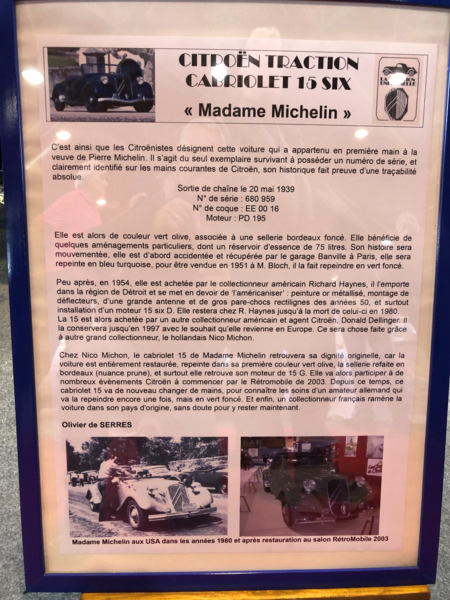 CITROËN TRACTION
CABRIOLET 15 SIX
« Madame Michelin »
C'est ainsi que les Citroënistes désignent cette voiture qui a appartenu en première main à la
veuve de Pierre Michelin. Il s'agit du seul exemplaire survivant à posséder un numéro de série, et
clairement identifié sur les mains courantes de Citroën, son historique fait preuve d'une traçabilité
absolue.
Sortie de chaîne le 20 mai 1939
N° de série : 680 959
N° de coque : EE 00 16
Moteur : PD 195
Elle est alors de couleur vert olive, associée à une sellerie bordeaux foncé. Elle bénéficie de
quelques aménagements particuliers, dont un réservoir d'essence de 75 litres. Son histoire sera
mouvementée, elle est d'abord accidentée et récupérée par le garage Banville à Paris, elle sera
repeinte en bleu turquoise, pour être vendue en 1951 à M. Bloch, il la fait repeindre en vert foncé.
Peu après, en 1954, elle est achetée par le collectionneur américain Richard Haynes, il l'emporte
dans la région de Détroit et se met en devoir de l'américaniser' : peinture or métallisé, montage de
déflecteurs, d'une grande antenne et de gros pare-chocs rectilignes des années 50, et surtout
installation d'un moteur 15 six D. Elle restera chez R. Haynes jusqu'à la mort de celui-ci en 1980.
La 15 est alors achetée par un autre collectionneur américain et agent Citroën, Donald Dellinger. Il
la conservera jusqu'en 1997 avec le souhait qu'elle revienne en Europe. Ce sera chose faite grâce
à autre grand collectionneur, le hollandais Nico Michon.
Chez Nico Michon, le cabriolet 15 de Madame Michelin retrouvera sa dignité originelle, car la
voiture est entièrement restaurée, repeinte dans sa première couleur vert olive, la sellerie refaite en
bordeaux (nuance prune), et surtout elle retrouve son moteur de 15 G. Elle va alors participer à de
nombreux événements Citroën à commencer par le Rétromobile de 2003. Depuis ce temps, ce
cabriolet 15 va de nouveau changer de mains, pour connaître les soins d'un amateur allemand qui
va la repeindre encore une fois, mais en vert foncé. Et enfin, un collectionneur français ramène la
voiture dans son pays d'origine, sans doute pour y rester maintenant.
Olivier de SERRES
Madame Michelin aux USA dans les années 1980 et après restauration au salon RétroMobile 2003